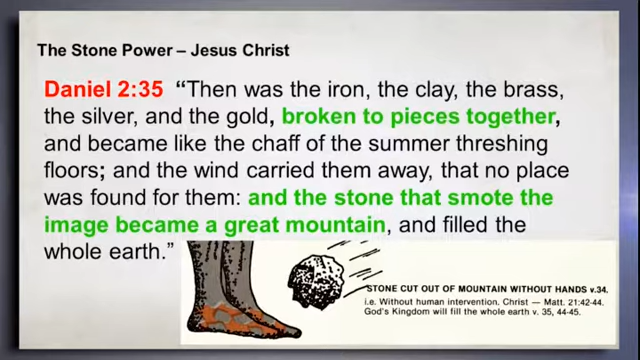 The Stone Power – Jesus Christ
Daniel 2:35 “Then was the iron, the clay, the brass,
the silver, and the gold, broken to pieces together,
and became like the chaff of the summer threshing
floors; and the wind carried them away, that no place
was found for them: and the stone that smote the
image became a great mountain, and filled the
whole earth.”
STONE CUT OUT OF MOUNTAIN WITHOUT HANDS v.34.
i.e. Without human intervention. Christ — Matt. 21:42-44.
God's Kingdom will fill the whole earth v. 35, 44-45.